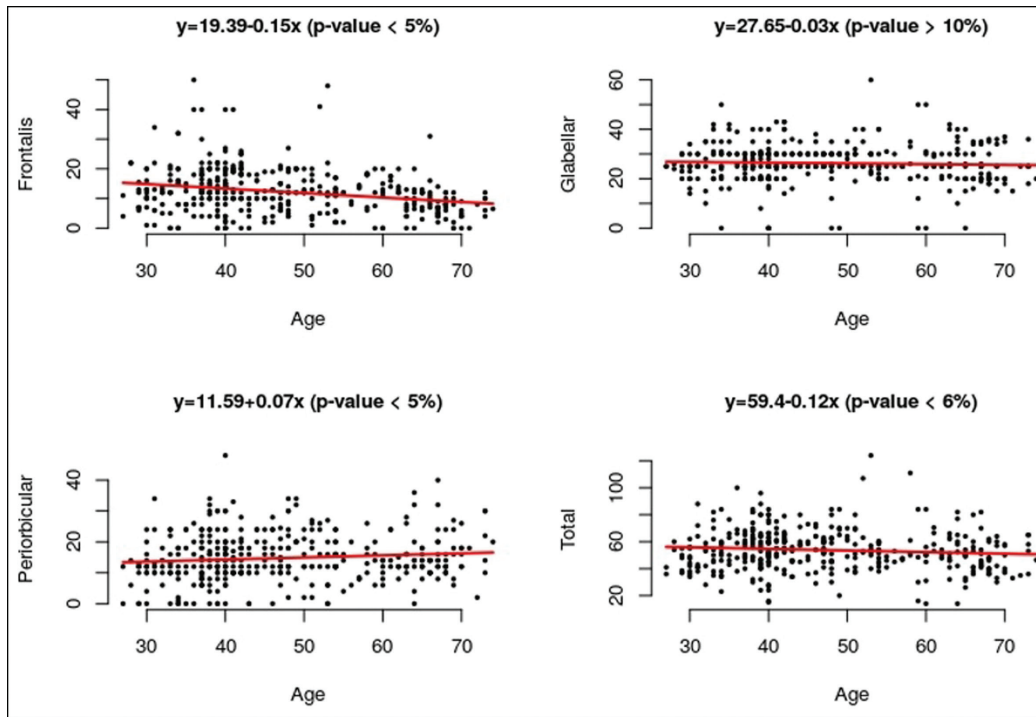 y=19.39-0.15x (p-value < 5%)
Frontalis
0 20 40
30 40 50 60 70
Age
y=27.65-0.03x (p-value > 10%)
Glabellar
0 20 40 60
30 40 50 60 70
Age
y=11.59+0.07x (p-value < 5%)
Periorbicular
0 20 40
30 40 50 60 70
Age
y=59.4-0.12x (p-value < 6%)
Total
20 60 100
30 40 50 60 70
Age